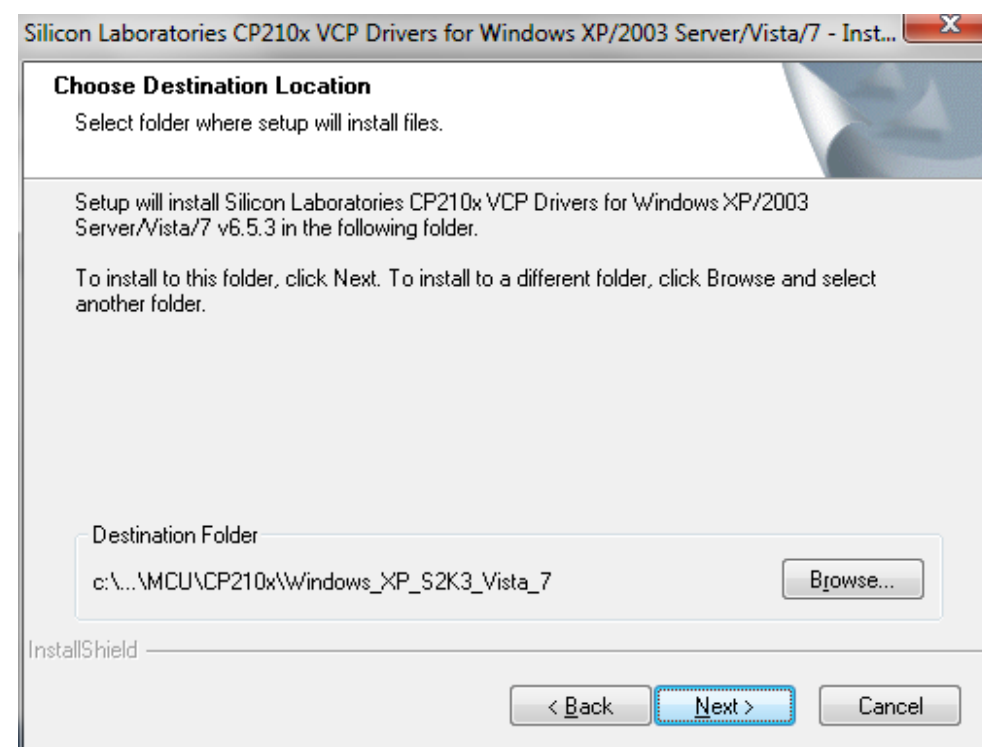 Silicon Laboratories CP210x VCP Drivers for Windows XP/2003 Server/Vista/7 - Inst...
Choose Destination Location
Select folder where setup will install files.
Setup will install Silicon Laboratories CP210x VCP Drivers for Windows XP/2003
Server/Vista/7 v6.5.3 in the following folder.
To install to this folder, click Next. To install to a different folder, click Browse and select
another folder.
Destination Folder
c:\...\MCU\CP210x\Windows_XP_S2K3_Vista_7
Browse...
InstallShield
< Back
Next >
Cancel